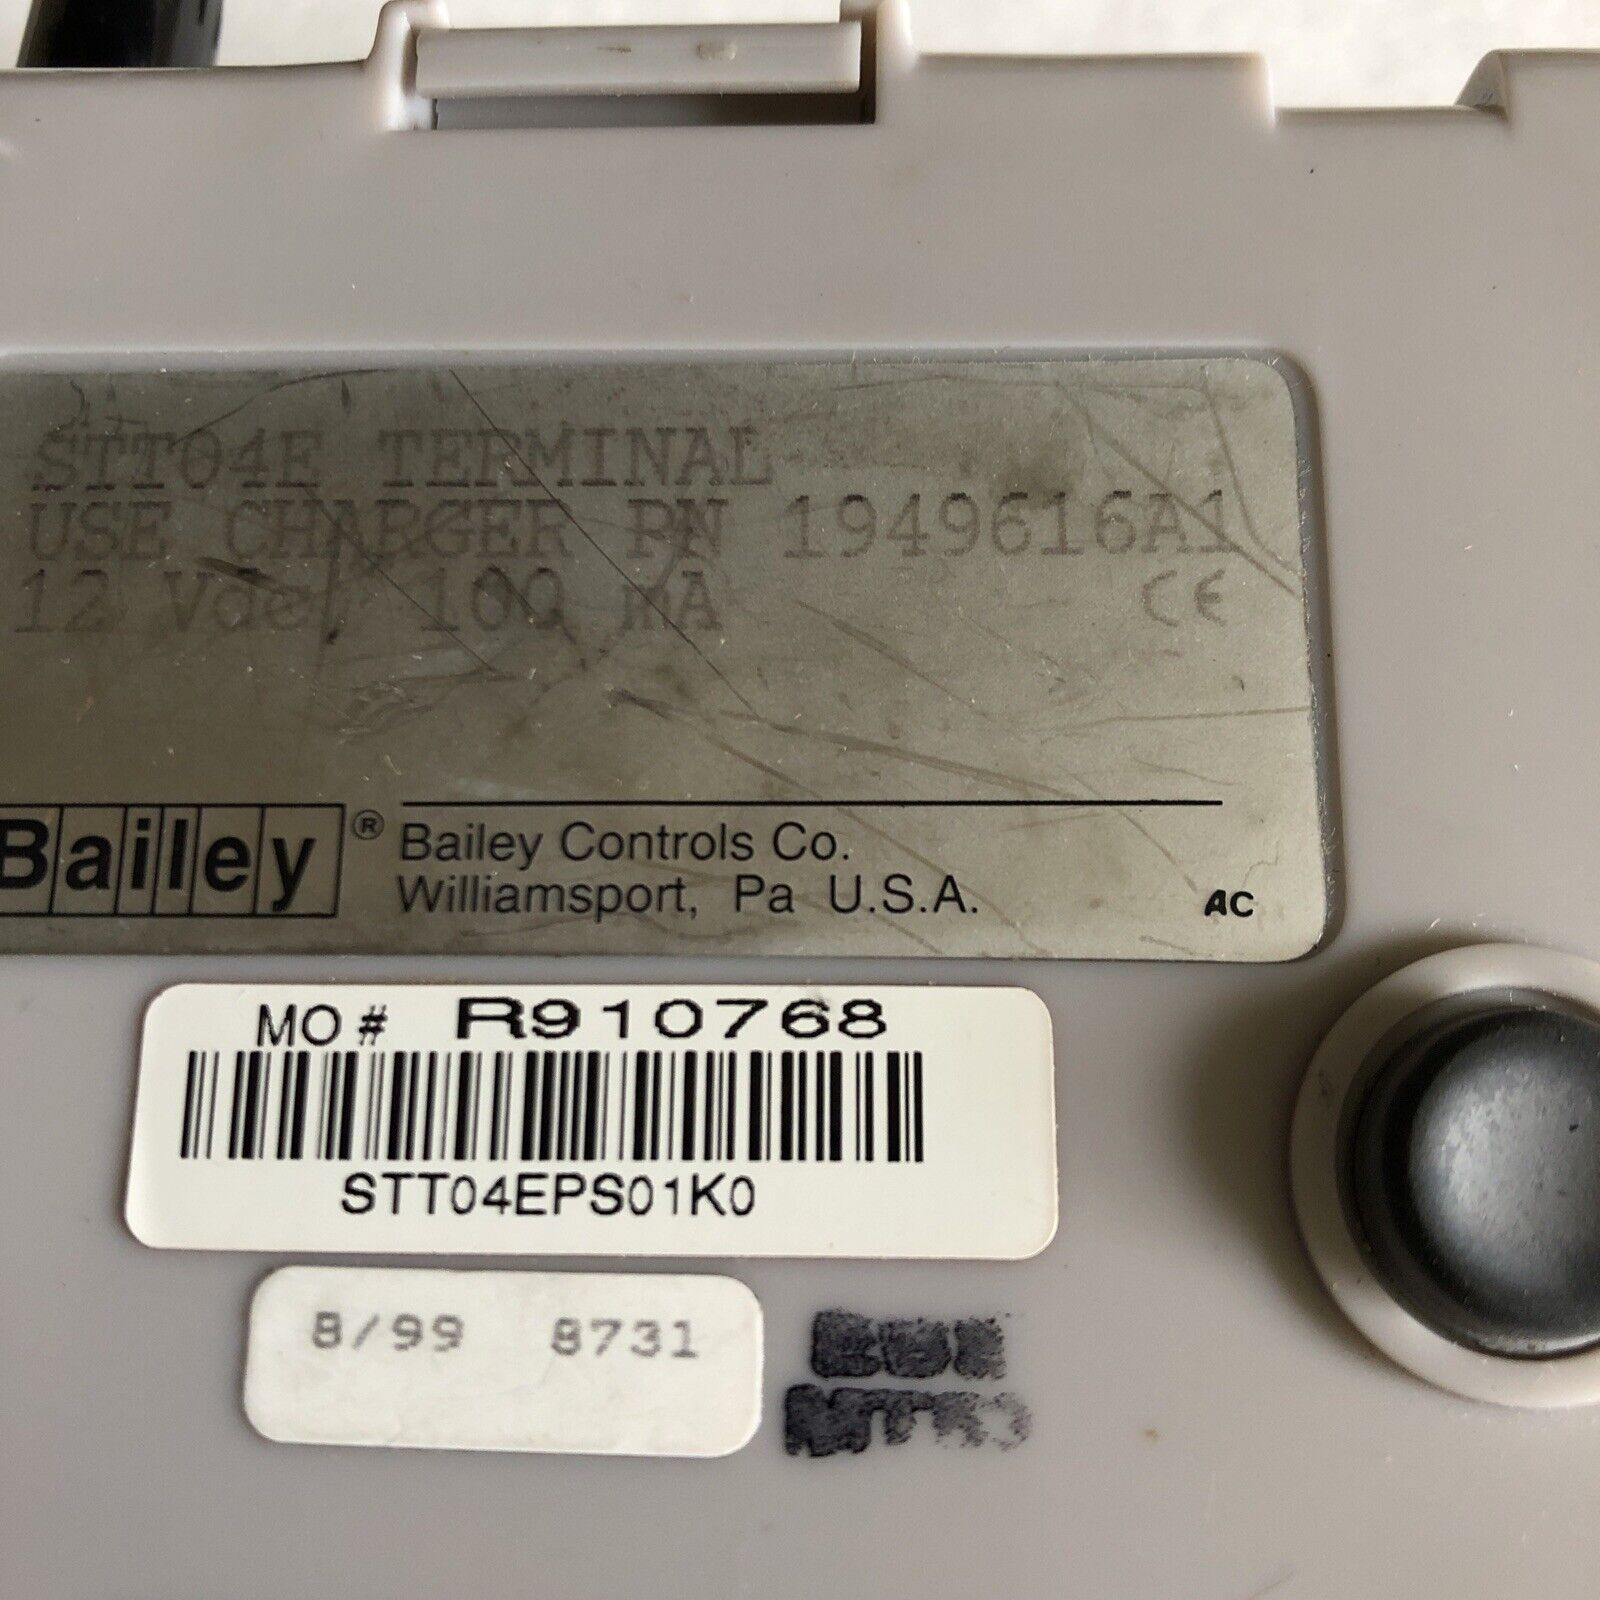 STT04E TERMINAL
USE CHARGER PN 1949616A1
12 Vdc, 100 mA CE
Bailey® Bailey Controls Co.
Williamsport, Pa U.S.A. AC
MO # R910768
STT04EPS01K0
8/99 8731